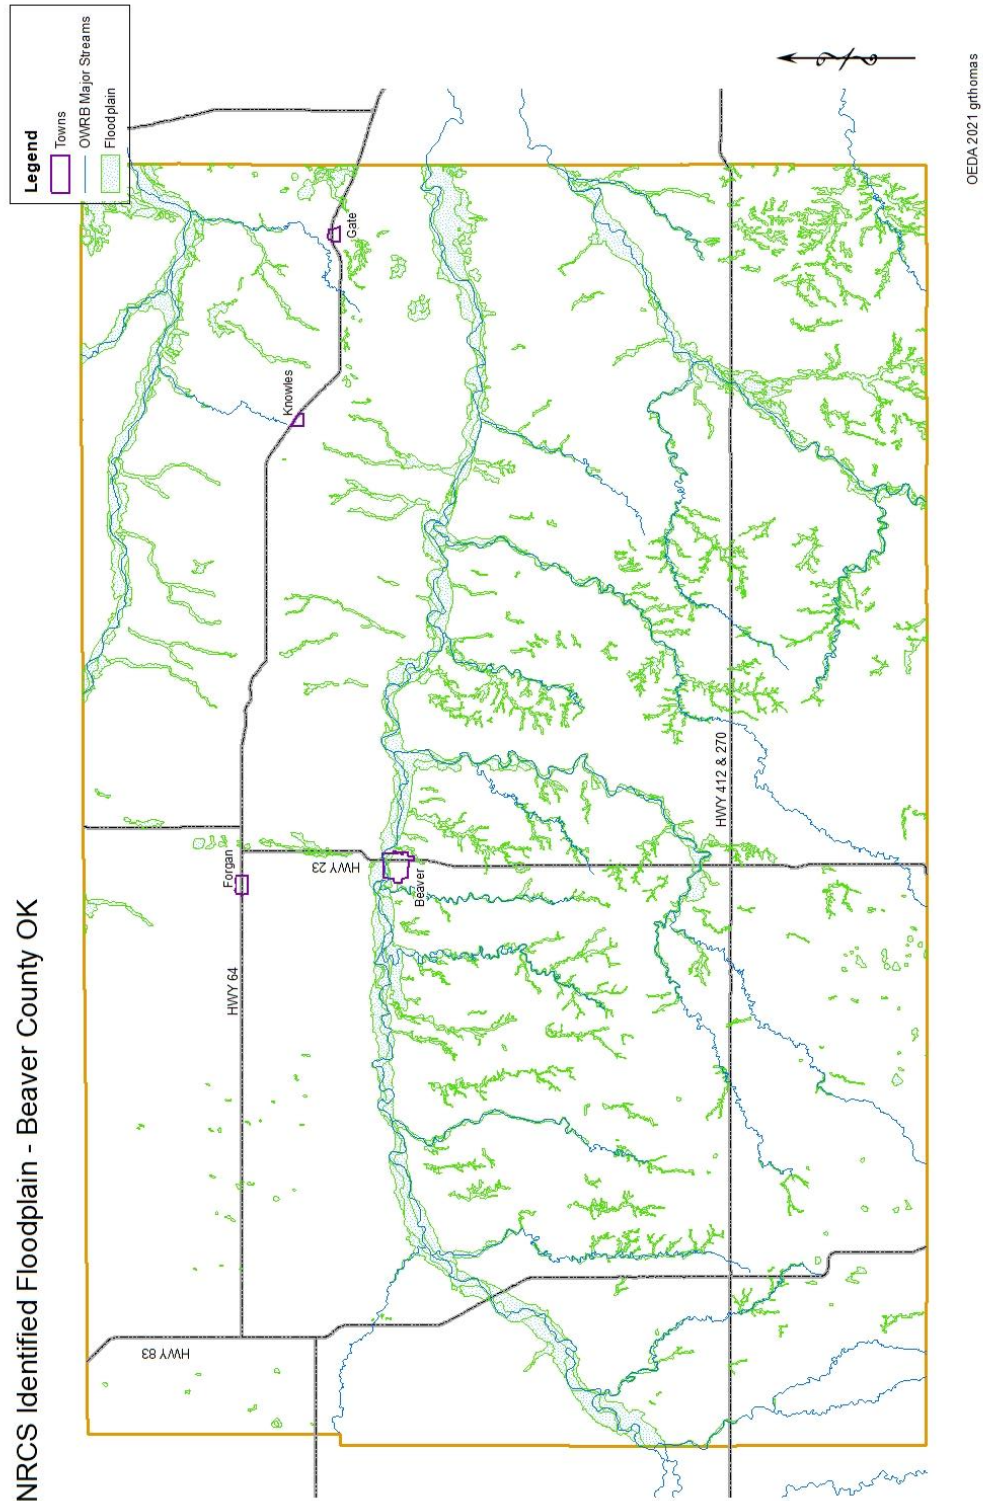 NRCS Identified Floodplain - Beaver County OK
Legend
Towns
OWRB Major Streams
Floodplain
HWY 83
HWY 64
Forgan
HWY 23
Beaver
Knowles
Gate
HWY 412 & 270
OEDA 2021 grthomas